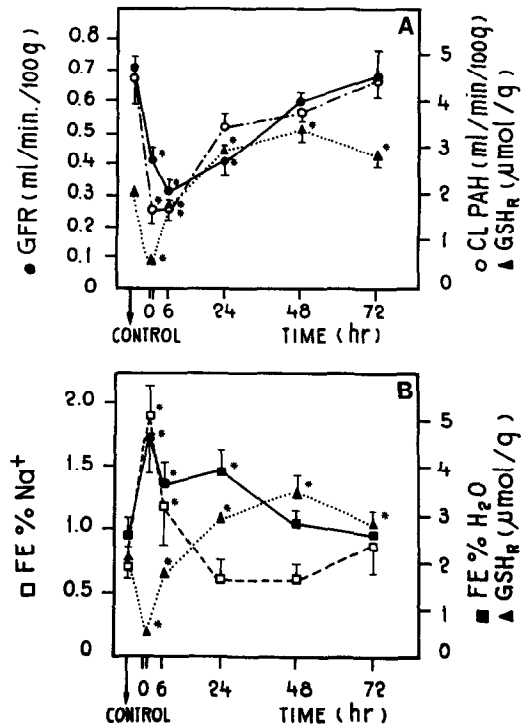 A
0.8
0.7
0.6
0.5
0.4
0.3
0.2
0.1
0
● GFR (ml/min./100g)
5
4
3
2
1
0
○ CL PAH (ml/min/100g)
▲ GSHR (μmol/g)
* * * * * * * * *
0 6 24 48 72
CONTROL TIME (hr)
B
2.0
1.5
1.0
0.5
0
□ FE % Na+
5
4
3
2
1
0
■ FE % H2O
▲ GSHR (μmol/g)
* * * * * * * * * *
0 6 24 48 72
CONTROL TIME (hr)